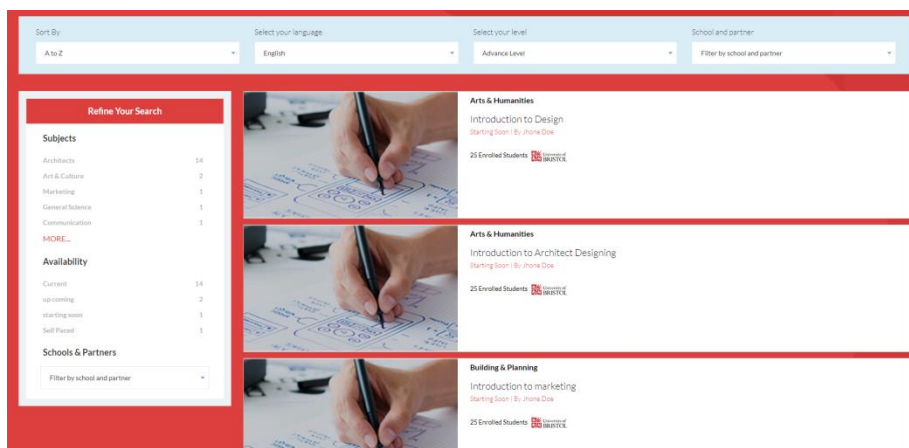 Sort By
A to Z
Select your language
English
Select your level
Advance Level
School and partner
Filter by school and partner
Refine Your Search
Subjects
Architects 14
Art & Culture 2
Marketing 1
General Science 1
Communication 1
MORE...
Availability
Current 14
up coming 2
starting soon 1
Self Paced 1
Schools & Partners
Filter by school and partner
Arts & Humanities
Introduction to Design
Starting Soon | By Jhone Doe
25 Enrolled Students University of
BRISTOL
Arts & Humanities
Introduction to Architect Designing
Starting Soon | By Jhone Doe
25 Enrolled Students University of
BRISTOL
Building & Planning
Introduction to marketing
Starting Soon | By Jhone Doe
25 Enrolled Students University of
BRISTOL